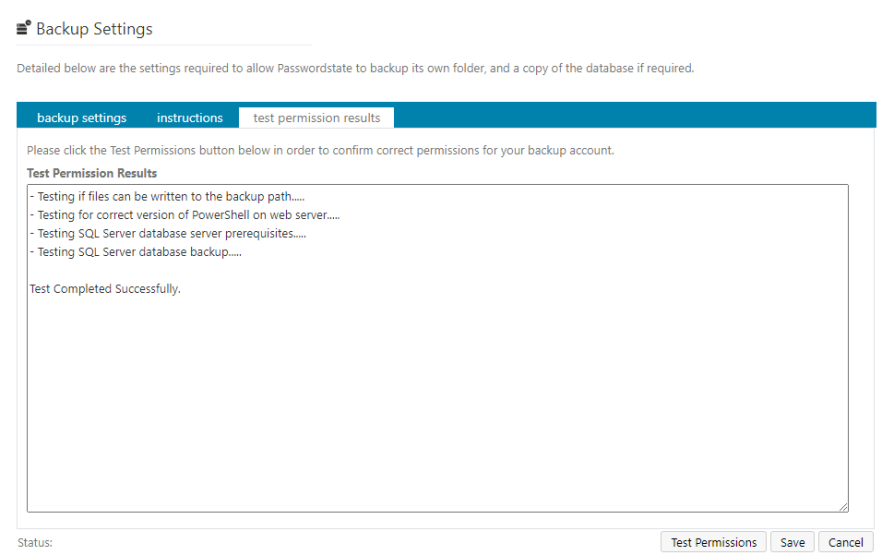 Backup Settings
Detailed below are the settings required to allow Passwordstate to backup its own folder, and a copy of the database if required.
backup settings instructions test permission results
Please click the Test Permissions button below in order to confirm correct permissions for your backup account.
Test Permission Results
- Testing if files can be written to the backup path.....
- Testing for correct version of PowerShell on web server.....
- Testing SQL Server database server prerequisites.....
- Testing SQL Server database backup.....
Test Completed Successfully.
Status: Test Permissions Save Cancel